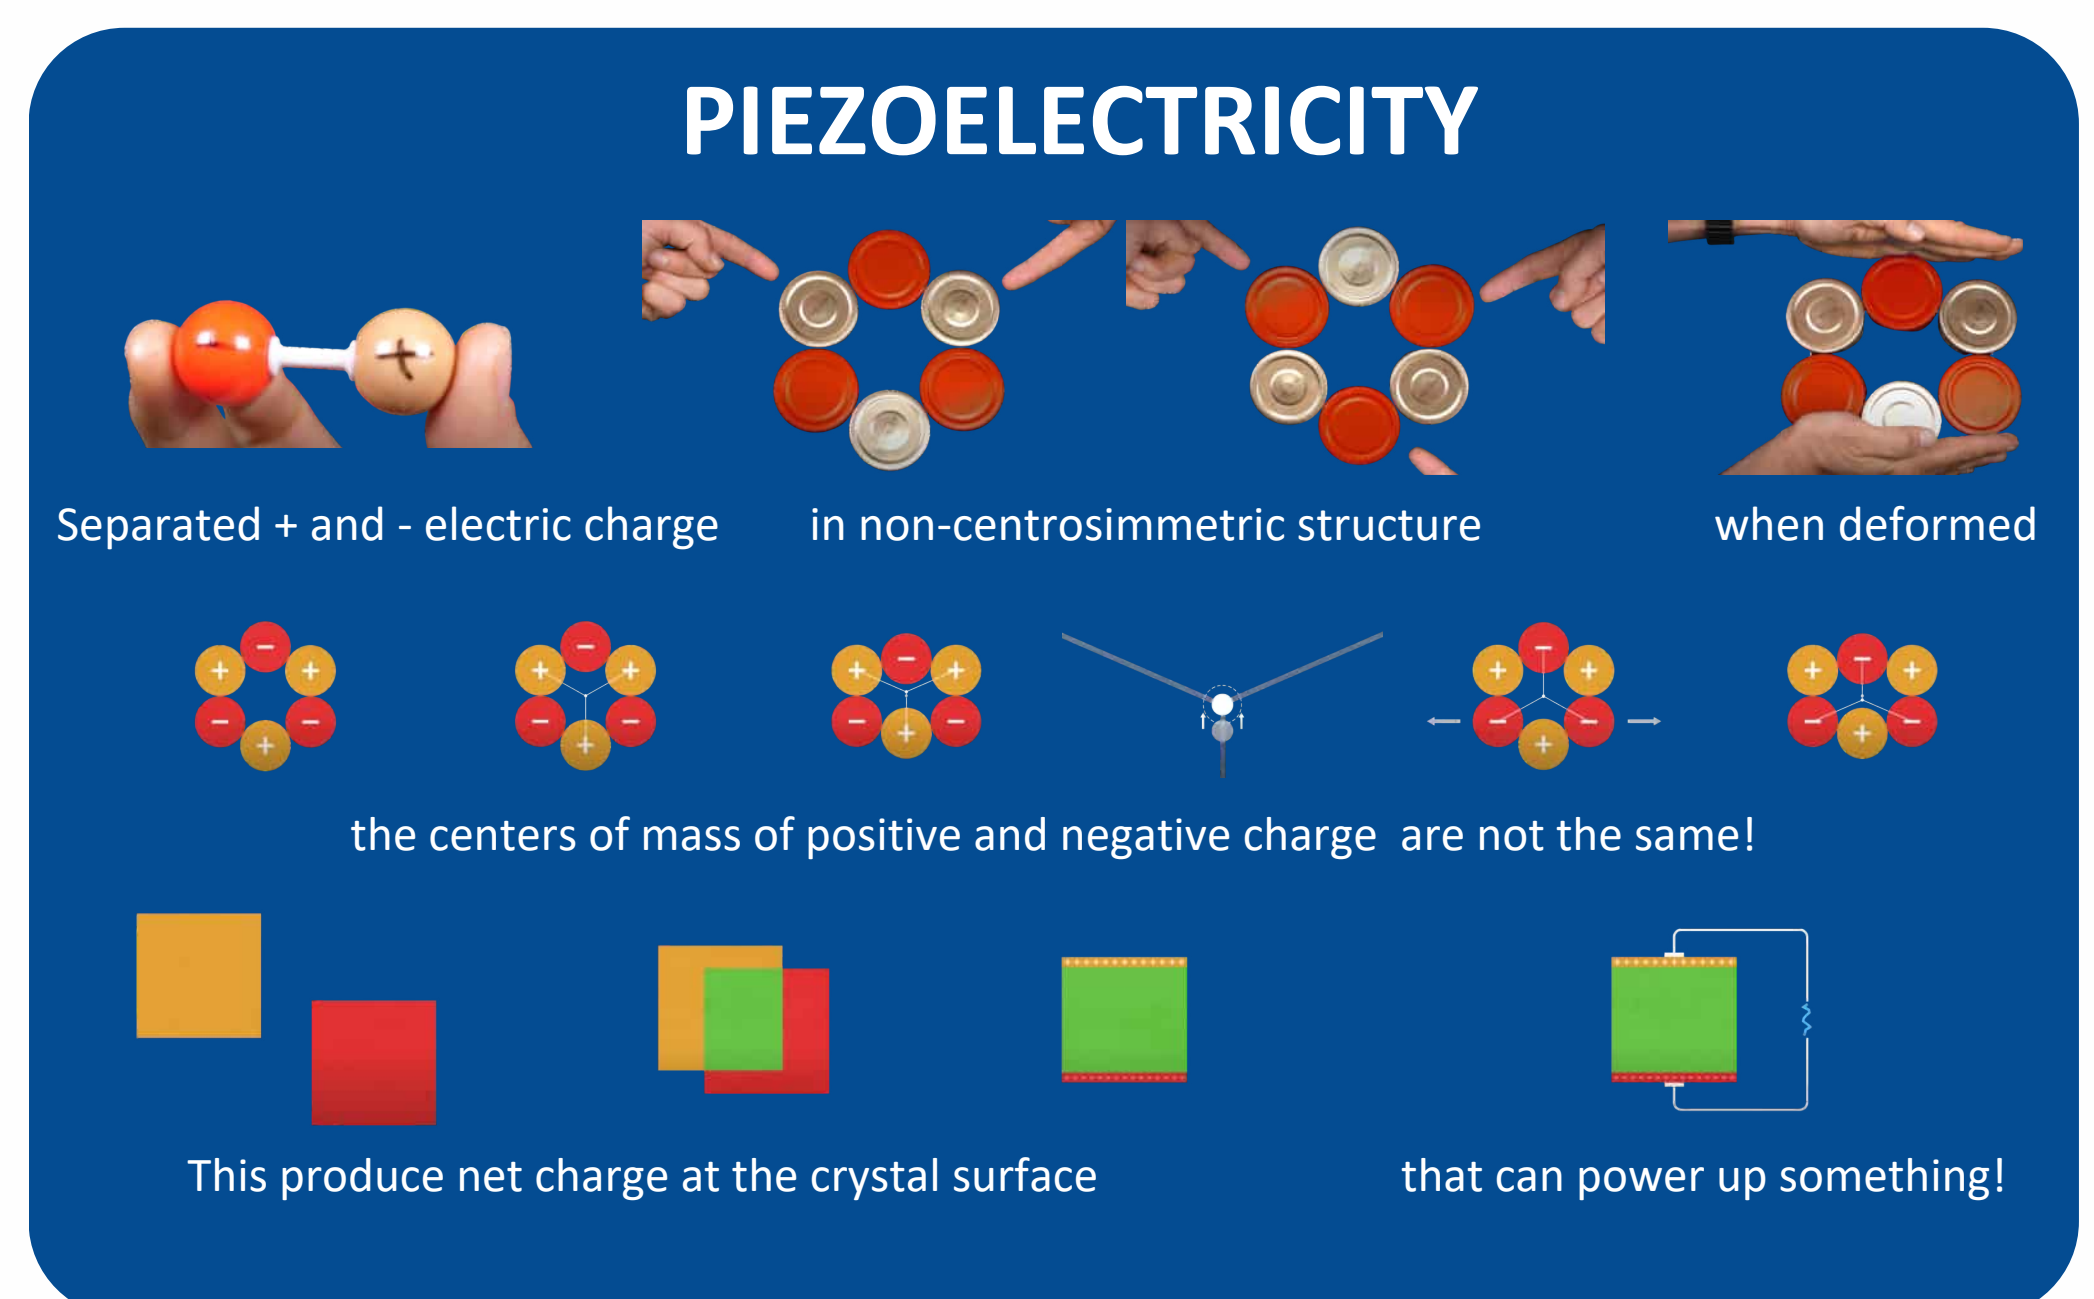 PIEZOELECTRICITY
- +
Separated + and - electric charge
in non-centrosimmetric structure
when deformed
- + + - - +
- + + - - +
- + + - - +
- + + - - +
- + + - - +
the centers of mass of positive and negative charge are not the same!
This produce net charge at the crystal surface
that can power up something!